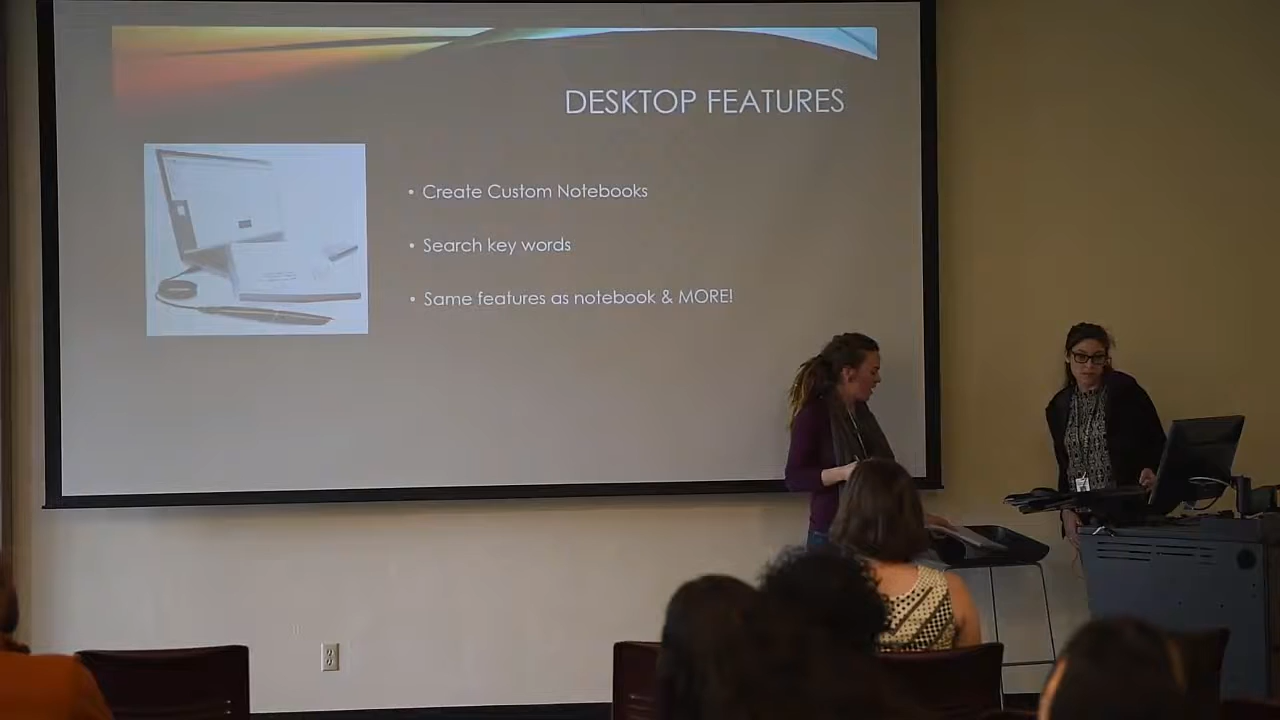 DESKTOP FEATURES
• Create Custom Notebooks
• Search key words
• Same features as notebook & MORE!